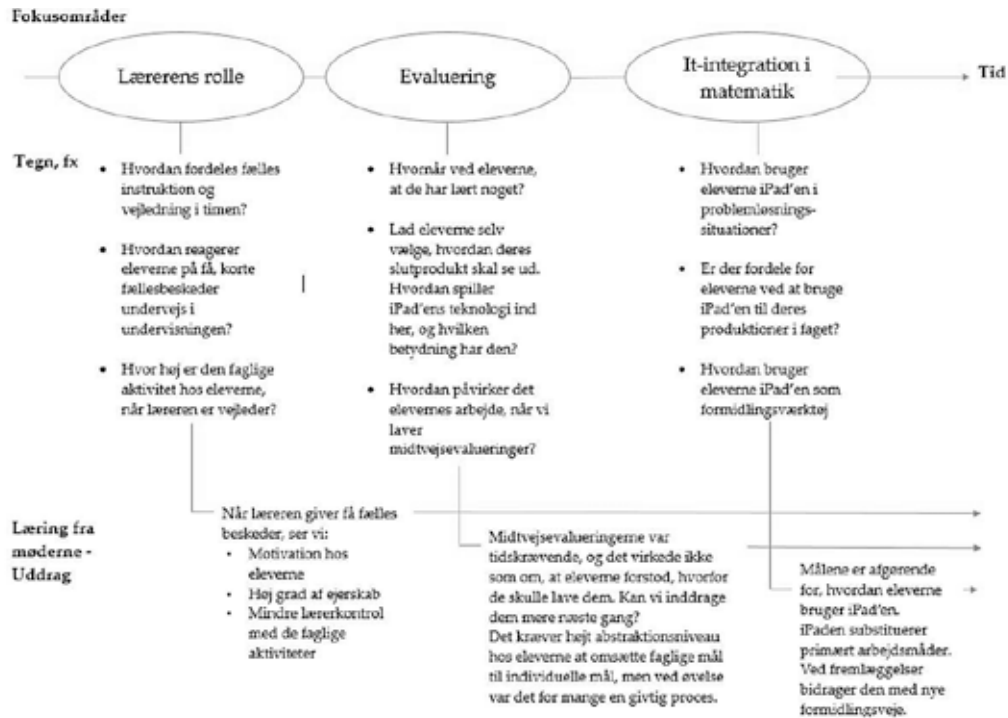 Fokusområder
Lærerens rolle
Evaluering
It-integration i
matematik
Tid
Tegn, fx
• Hvordan fordeles fælles
instruktion og
vejledning i timen?
• Hvordan reagerer
eleverne på få, korte
fællesbeskeder
undervejs i
undervisningen?
• Hvor høj er den faglige
aktivitet hos eleverne,
når læreren er vejleder?
• Hvornår ved eleverne,
at de har lært noget?
• Lad eleverne selv
vælge, hvordan deres
slutprodukt skal se ud.
Hvordan spiller
iPad'ens teknologi ind
her, og hvilken
betydning har den?
• Hvordan påvirker det
elevernes arbejde, når vi
laver
midtvejsevalueringer?
• Hvordan bruger
eleverne iPad'en i
problemløsnings-
situationer?
• Er der fordele for
eleverne ved at bruge
iPad'en til deres
produktioner i faget?
• Hvordan bruger
eleverne iPad'en som
formidlingsværktøj
Læring fra
møderne -
Uddrag
Når læreren giver få fælles
beskeder, ser vi:
• Motivation hos
eleverne
• Høj grad af ejerskab
• Mindre lærerkontrol
med de faglige
aktiviteter
Midtvejsevalueringerne var
tidskrævende, og det virkede ikke
som om, at eleverne forstod, hvorfor
de skulle lave dem. Kan vi inddrage
dem mere næste gang?
Det kræver højt abstraktionsniveau
hos eleverne at omsætte faglige mål
til individuelle mål, men ved øvelse
var det for mange en givtig proces.
Målene er afgørende
for, hvordan eleverne
bruger iPad'en.
iPaden substituerer
primært arbejdsmåder.
Ved fremlæggelser
bidrager den med nye
formidlingsveje.